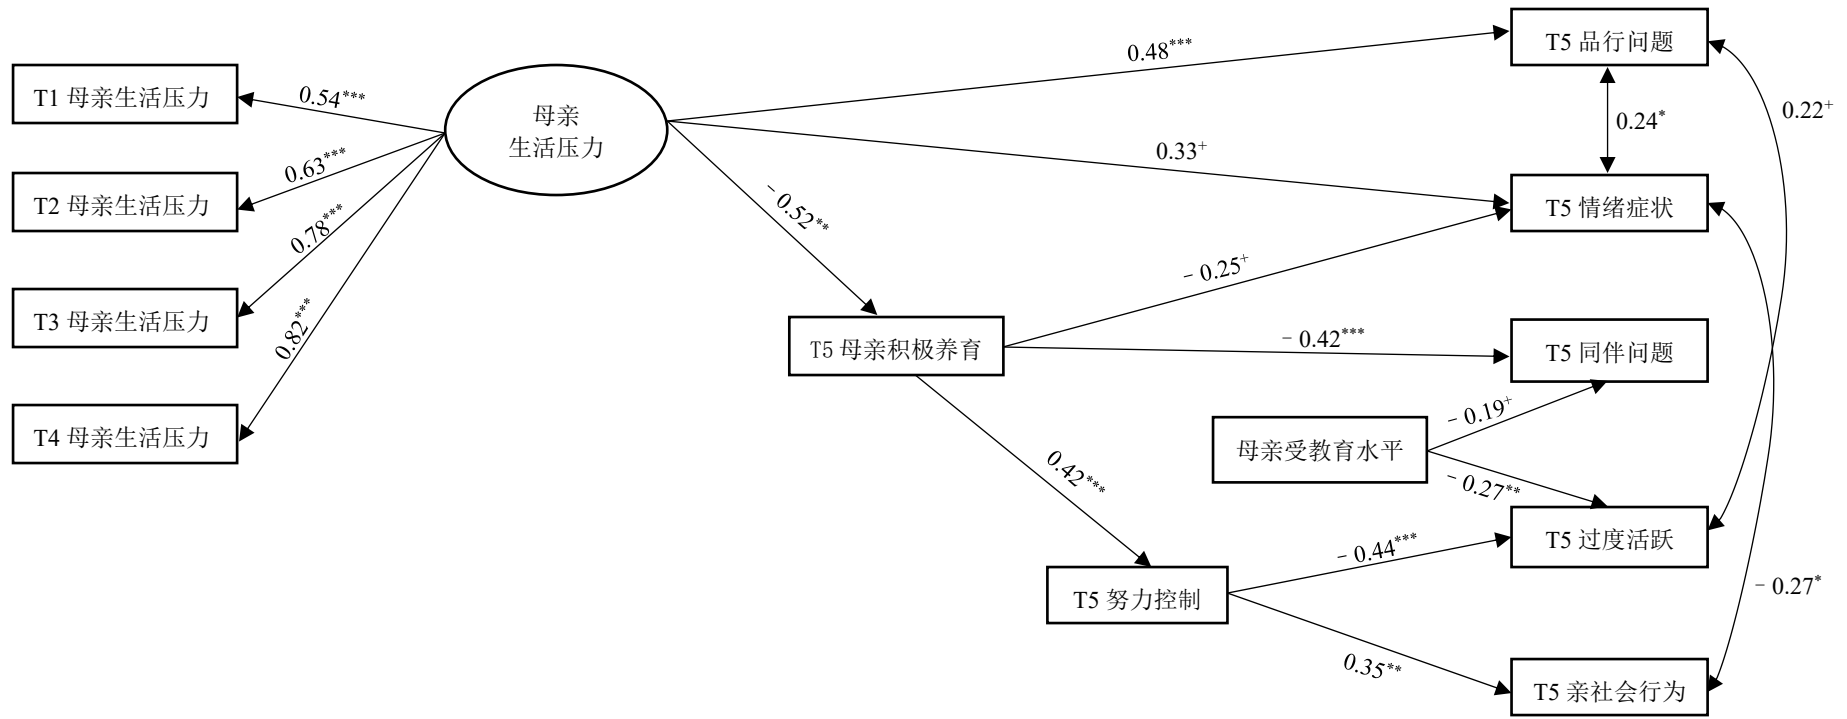 T1 母亲生活压力
T2 母亲生活压力
T3 母亲生活压力
T4 母亲生活压力
0.54***
0.63***
0.78***
0.82***
母亲
生活压力
0.48***
0.33+
－0.52**
T5 母亲积极养育
－0.25+
－0.42***
0.42***
母亲受教育水平
－0.19+
－0.27**
T5 努力控制
－0.44***
0.35**
T5 品行问题
0.24*
T5 情绪症状
T5 同伴问题
T5 过度活跃
T5 亲社会行为
0.22+
－0.27*